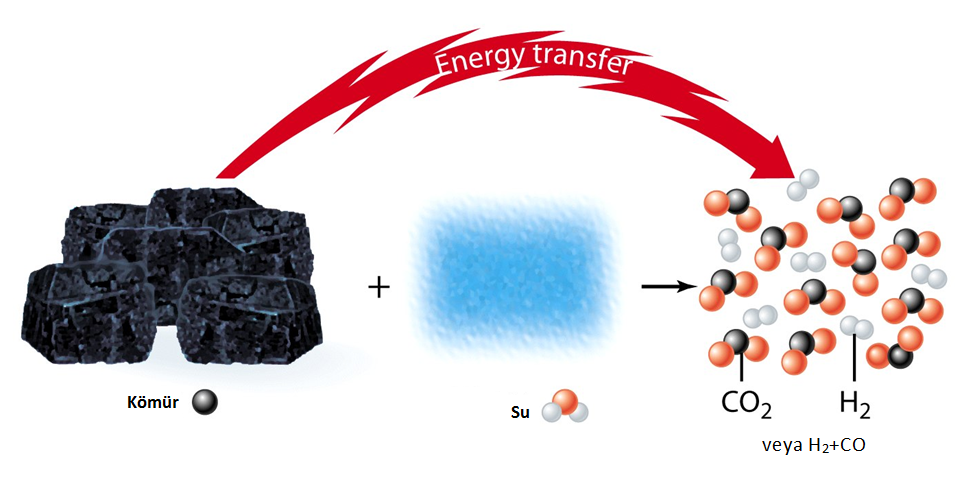 Energy transfer
+
Kömür
Su
CO₂
H₂
veya H₂+CO